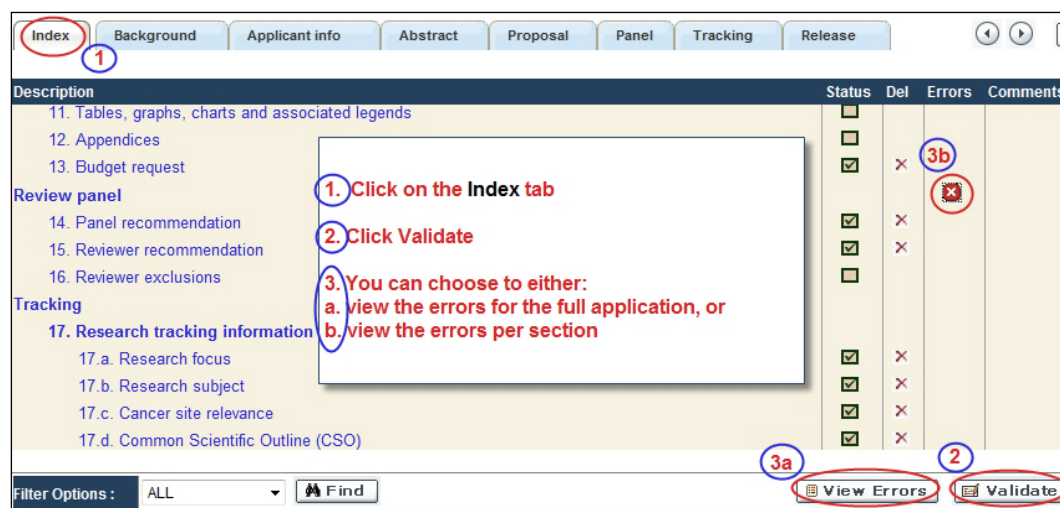 Index Background Applicant info Abstract Proposal Panel Tracking Release
1
Description Status Del Errors Comments
11. Tables, graphs, charts and associated legends
12. Appendices
13. Budget request
3b
Review panel
14. Panel recommendation
15. Reviewer recommendation
16. Reviewer exclusions
Tracking
17. Research tracking information
17.a. Research focus
17.b. Research subject
17.c. Cancer site relevance
17.d. Common Scientific Outline (CSO)
1. Click on the Index tab
2. Click Validate
3. You can choose to either:
a. view the errors for the full application, or
b. view the errors per section
3a 2
Filter Options : ALL Find View Errors Validate